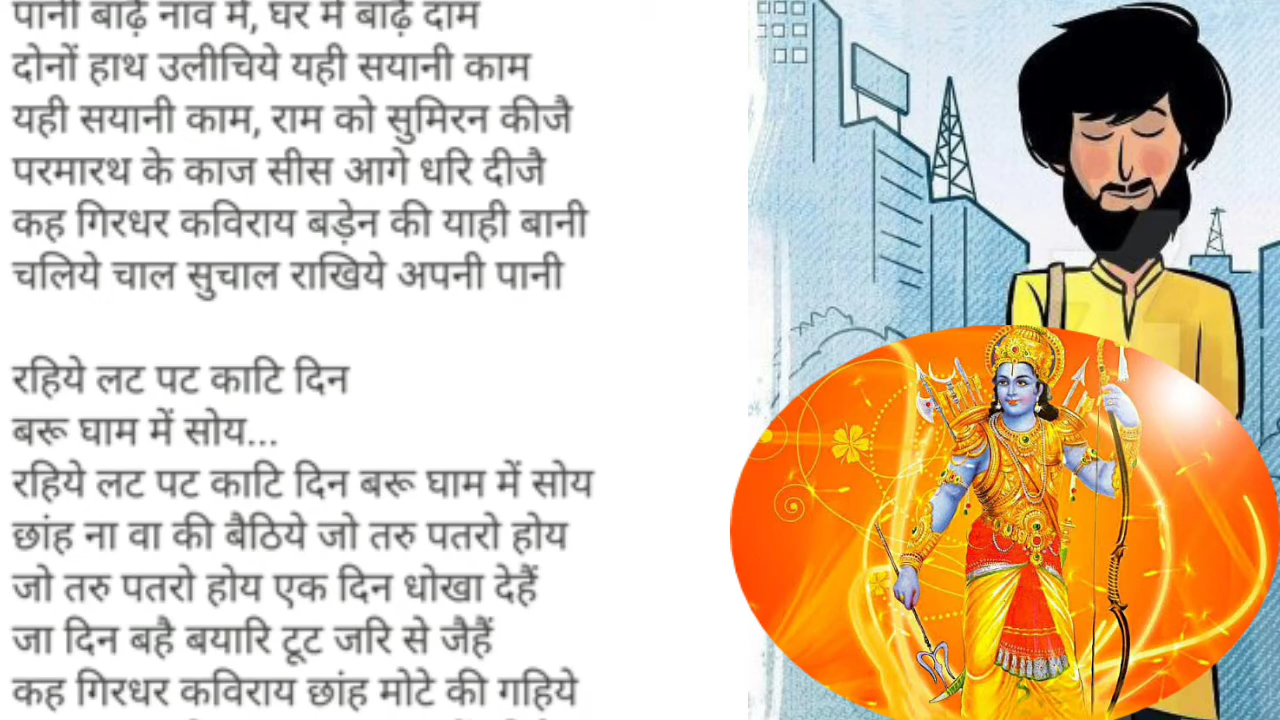 पानी बाढ़े नाव में, घर में बाढ़े दाम
दोनों हाथ उलीचिये यही सयानी काम
यही सयानी काम, राम को सुमिरन कीजै
परमारथ के काज सीस आगे धरि दीजै
कह गिरधर कविराय बड़ेन की याही बानी
चलिये चाल सुचाल राखिये अपनी पानी
रहिये लट पट काटि दिन
बरू घाम में सोय...
रहिये लट पट काटि दिन बरू घाम में सोय
छांह ना वा की बैठिये जो तरु पतरो होय
जो तरु पतरो होय एक दिन धोखा देहैं
जा दिन बहै बयारि टूट जरि से जैहैं
कह गिरधर कविराय छांह मोटे की गहिये